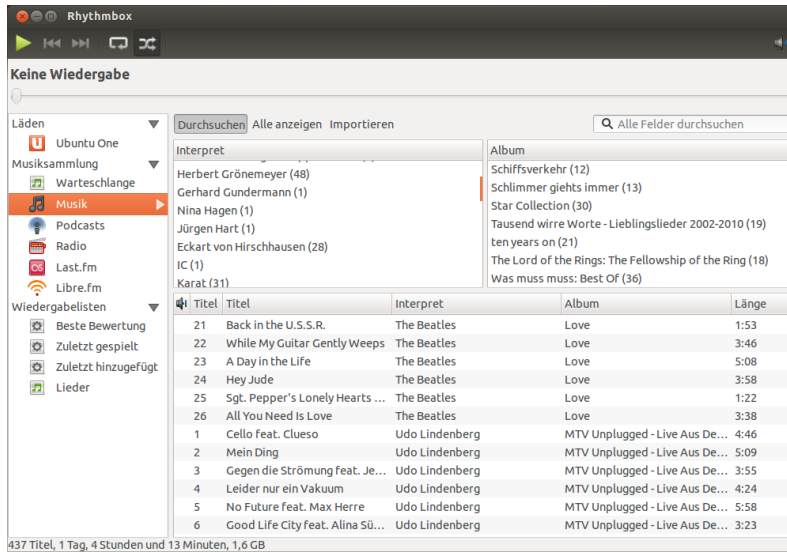 Rhythmbox
Keine Wiedergabe
Läden
Ubuntu One
Musiksammlung
Warteschlange
Musik
Podcasts
Radio
Last.fm
Libre.fm
Wiedergabelisten
Beste Bewertung
Zuletzt gespielt
Zuletzt hinzugefügt
Lieder
Durchsuchen Alle anzeigen Importieren
Alle Felder durchsuchen
Interpret
Herbert Grönemeyer (48)
Gerhard Gundermann (1)
Nina Hagen (1)
Jürgen Hart (1)
Eckart von Hirschhausen (28)
IC (1)
Karat (31)
Album
Schiffsverkehr (12)
Schlimmer giehts immer (13)
Star Collection (30)
Tausend wirre Worte - Lieblingslieder 2002-2010 (19)
ten years on (21)
The Lord of the Rings: The Fellowship of the Ring (18)
Was muss muss: Best Of (36)
Titel Titel Interpret Album Länge
21 Back in the U.S.S.R. The Beatles Love 1:53
22 While My Guitar Gently Weeps The Beatles Love 3:46
23 A Day in the Life The Beatles Love 5:08
24 Hey Jude The Beatles Love 3:58
25 Sgt. Pepper's Lonely Hearts ... The Beatles Love 1:22
26 All You Need Is Love The Beatles Love 3:38
1 Cello feat. Clueso Udo Lindenberg MTV Unplugged - Live Aus De... 4:46
2 Mein Ding Udo Lindenberg MTV Unplugged - Live Aus De... 5:09
3 Gegen die Strömung feat. Je... Udo Lindenberg MTV Unplugged - Live Aus De... 3:55
4 Leider nur ein Vakuum Udo Lindenberg MTV Unplugged - Live Aus De... 4:24
5 No Future feat. Max Herre Udo Lindenberg MTV Unplugged - Live Aus De... 5:58
6 Good Life City feat. Alina Sü... Udo Lindenberg MTV Unplugged - Live Aus De... 3:23
437 Titel, 1 Tag, 4 Stunden und 13 Minuten, 1,6 GB